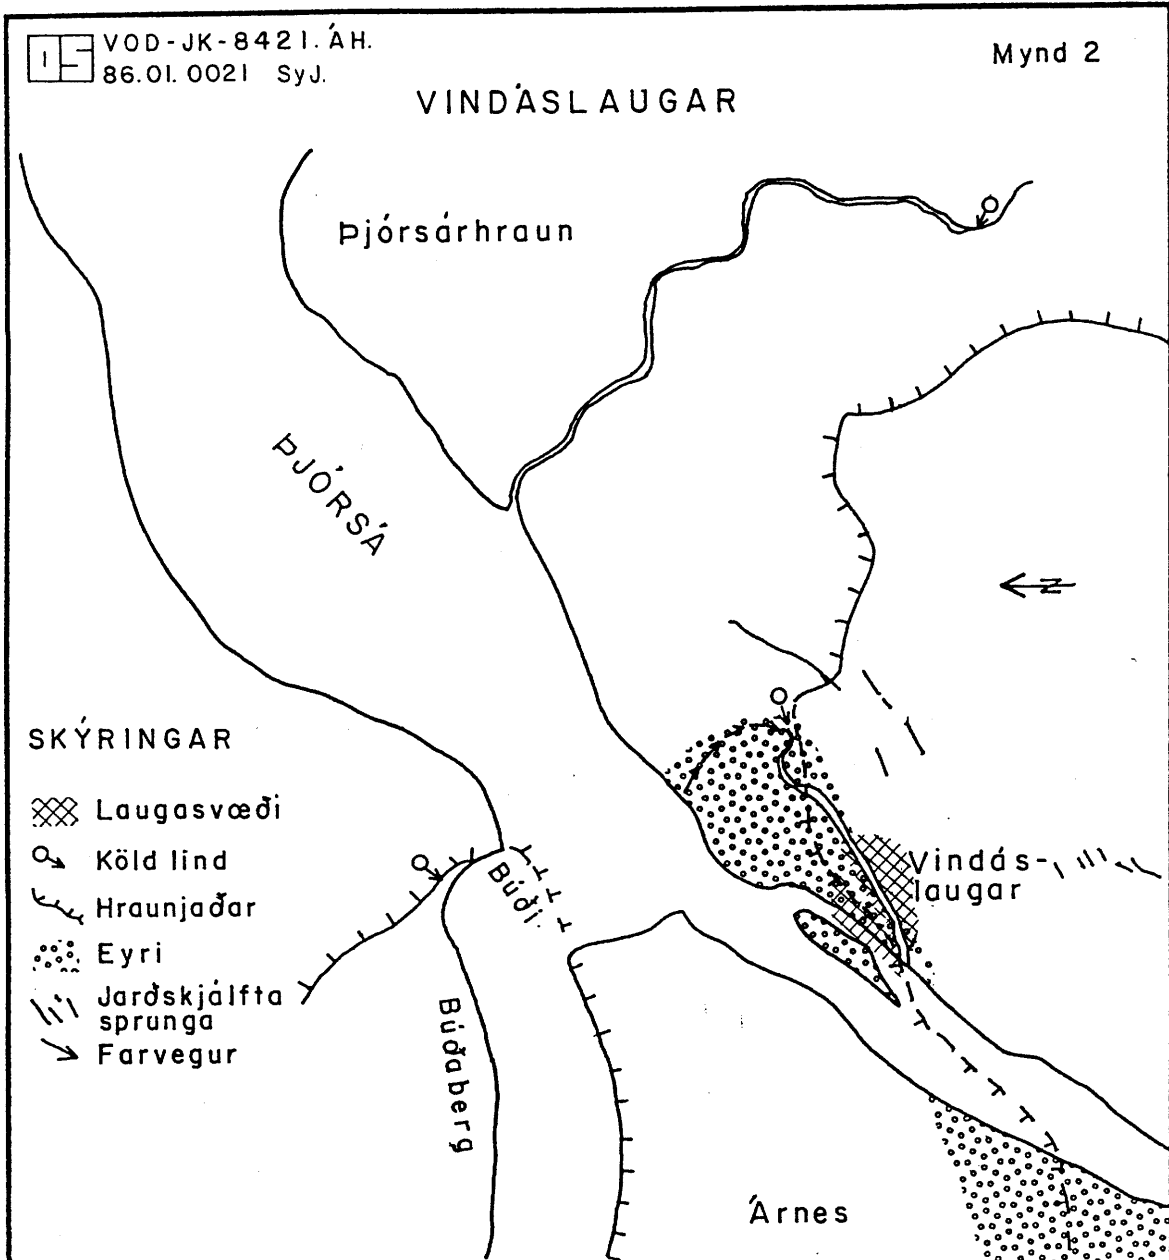 OS VOD-JK-8421.ÁH.
86.01.0021 SyJ.
Mynd 2
VINDÁSLAUGAR
Þjórsárhraun
ÞJÓRSÁ
N
SKÝRINGAR
Laugasvæði
Köld lind
Hraunjaðar
Eyri
Jarðskjálfta
sprunga
Farvegur
Búði
Búðaberg
Vindás-
laugar
Árnes